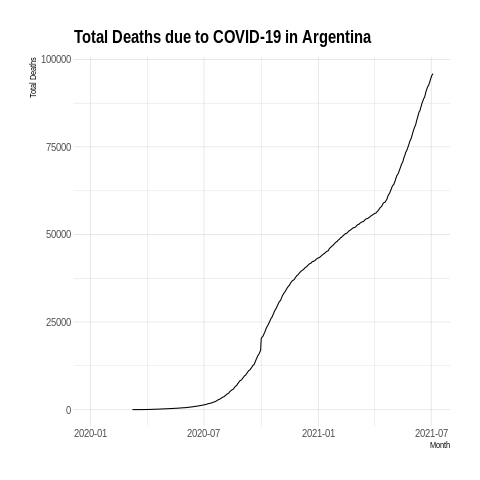 Total Deaths due to COVID-19 in Argentina
Total Deaths
100000
75000
50000
25000
0
2020-01 2020-07 2021-01 2021-07
Month